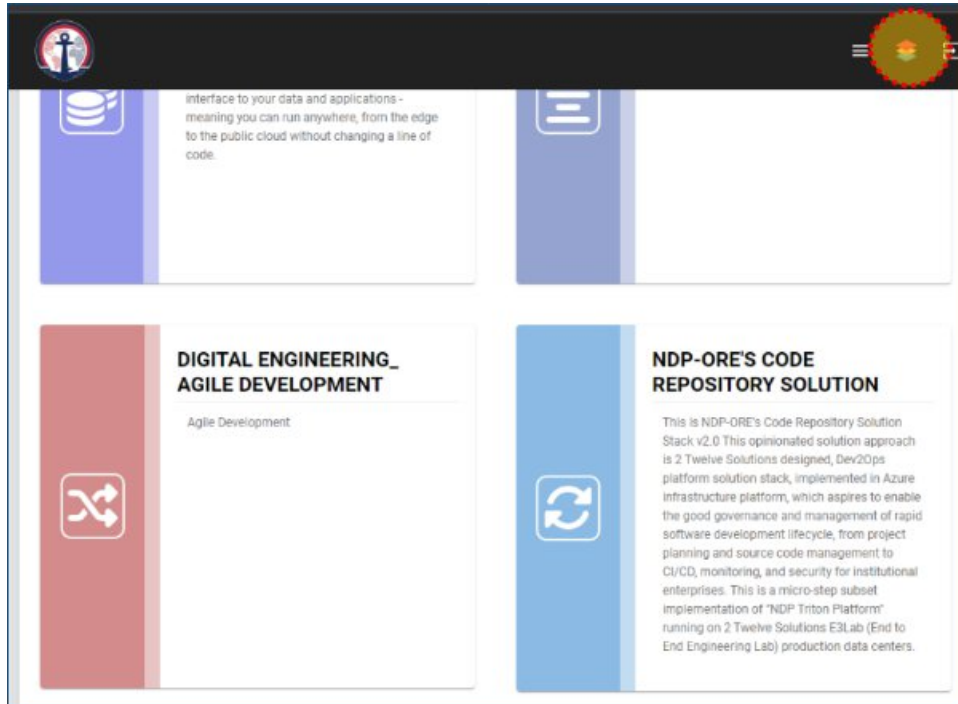 interface to your data and applications -
meaning you can run anywhere, from the edge
to the public cloud without changing a line of
code.
DIGITAL ENGINEERING_
AGILE DEVELOPMENT
Agile Development
NDP-ORE'S CODE
REPOSITORY SOLUTION
This is NDP-ORE's Code Repository Solution
Stack v2.0 This opinionated solution approach
is 2 Twelve Solutions designed, Dev2Ops
platform solution stack, implemented in Azure
infrastructure platform, which aspires to enable
the good governance and management of rapid
software development lifecycle, from project
planning and source code management to
CI/CD, monitoring, and security for institutional
enterprises. This is a micro-step subset
implementation of "NDP Triton Platform"
running on 2 Twelve Solutions E3Lab (End to
End Engineering Lab) production data centers.